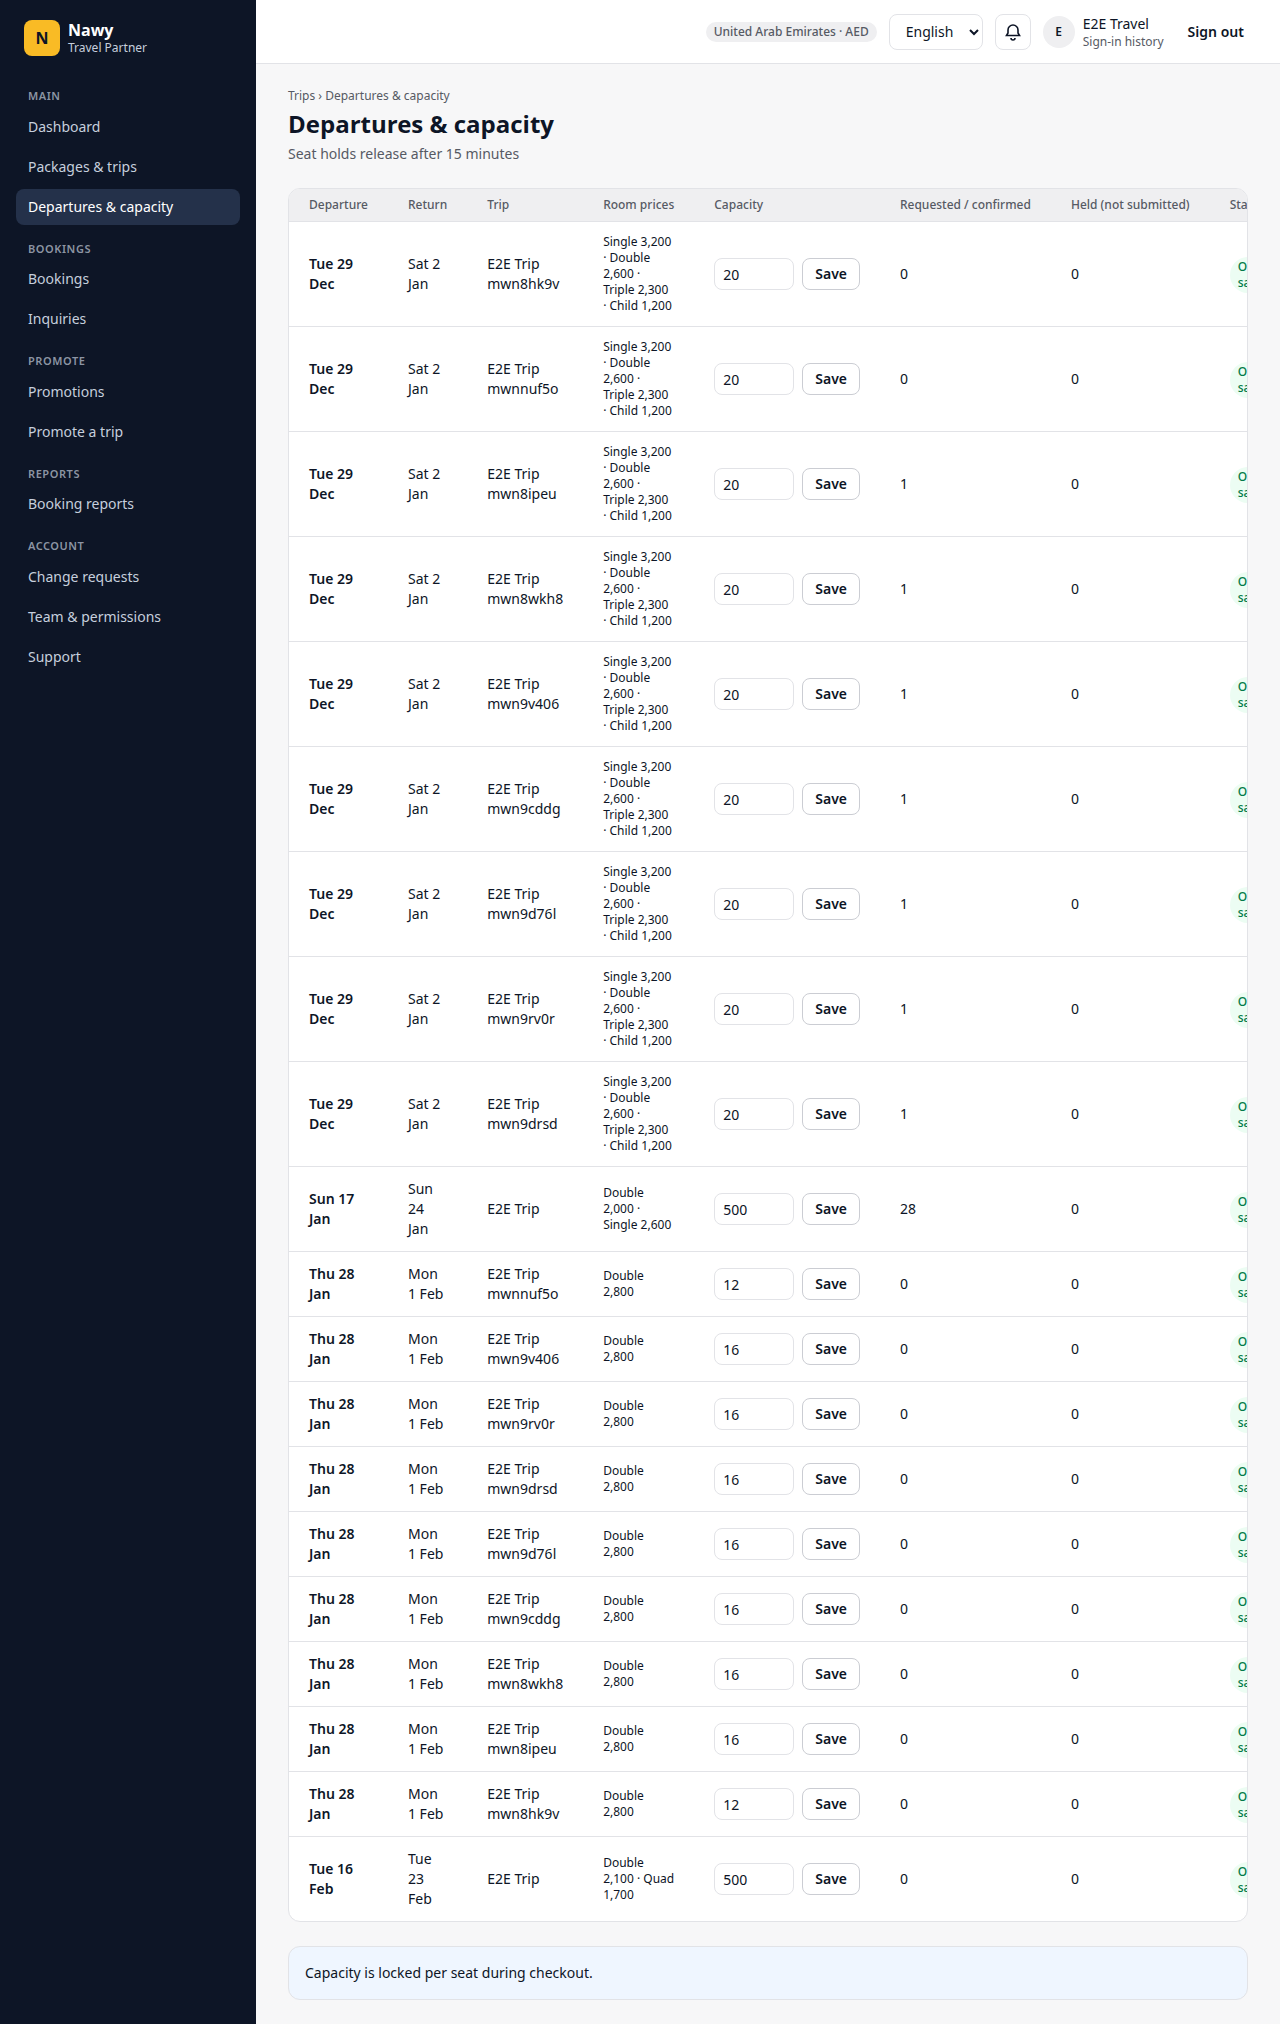 N
Nawy
Travel Partner
MAIN
Dashboard
Packages & trips
Departures & capacity
BOOKINGS
Bookings
Inquiries
PROMOTE
Promotions
Promote a trip
REPORTS
Booking reports
ACCOUNT
Change requests
Team & permissions
Support
United Arab Emirates · AED
English
E
E2E Travel
Sign-in history
Sign out
Trips › Departures & capacity
Departures & capacity
Seat holds release after 15 minutes
Departure Return Trip Room prices Capacity Requested / confirmed Held (not submitted)
Tue 29 Dec Sat 2 Jan E2E Trip mwn8hk9v Single 3,200 · Double 2,600 · Triple 2,300 · Child 1,200 20 Save 0 0
Tue 29 Dec Sat 2 Jan E2E Trip mwnnuf5o Single 3,200 · Double 2,600 · Triple 2,300 · Child 1,200 20 Save 0 0
Tue 29 Dec Sat 2 Jan E2E Trip mwn8ipeu Single 3,200 · Double 2,600 · Triple 2,300 · Child 1,200 20 Save 1 0
Tue 29 Dec Sat 2 Jan E2E Trip mwn8wkh8 Single 3,200 · Double 2,600 · Triple 2,300 · Child 1,200 20 Save 1 0
Tue 29 Dec Sat 2 Jan E2E Trip mwn9v406 Single 3,200 · Double 2,600 · Triple 2,300 · Child 1,200 20 Save 1 0
Tue 29 Dec Sat 2 Jan E2E Trip mwn9cddg Single 3,200 · Double 2,600 · Triple 2,300 · Child 1,200 20 Save 1 0
Tue 29 Dec Sat 2 Jan E2E Trip mwn9d76l Single 3,200 · Double 2,600 · Triple 2,300 · Child 1,200 20 Save 1 0
Tue 29 Dec Sat 2 Jan E2E Trip mwn9rv0r Single 3,200 · Double 2,600 · Triple 2,300 · Child 1,200 20 Save 1 0
Tue 29 Dec Sat 2 Jan E2E Trip mwn9drsd Single 3,200 · Double 2,600 · Triple 2,300 · Child 1,200 20 Save 1 0
Sun 17 Jan Sun 24 Jan E2E Trip Double 2,000 · Single 2,600 500 Save 28 0
Thu 28 Jan Mon 1 Feb E2E Trip mwnnuf5o Double 2,800 12 Save 0 0
Thu 28 Jan Mon 1 Feb E2E Trip mwn9v406 Double 2,800 16 Save 0 0
Thu 28 Jan Mon 1 Feb E2E Trip mwn9rv0r Double 2,800 16 Save 0 0
Thu 28 Jan Mon 1 Feb E2E Trip mwn9drsd Double 2,800 16 Save 0 0
Thu 28 Jan Mon 1 Feb E2E Trip mwn9d76l Double 2,800 16 Save 0 0
Thu 28 Jan Mon 1 Feb E2E Trip mwn9cddg Double 2,800 16 Save 0 0
Thu 28 Jan Mon 1 Feb E2E Trip mwn8wkh8 Double 2,800 16 Save 0 0
Thu 28 Jan Mon 1 Feb E2E Trip mwn8ipeu Double 2,800 16 Save 0 0
Thu 28 Jan Mon 1 Feb E2E Trip mwn8hk9v Double 2,800 12 Save 0 0
Tue 16 Feb Tue 23 Feb E2E Trip Double 2,100 · Quad 1,700 500 Save 0 0
Capacity is locked per seat during checkout.